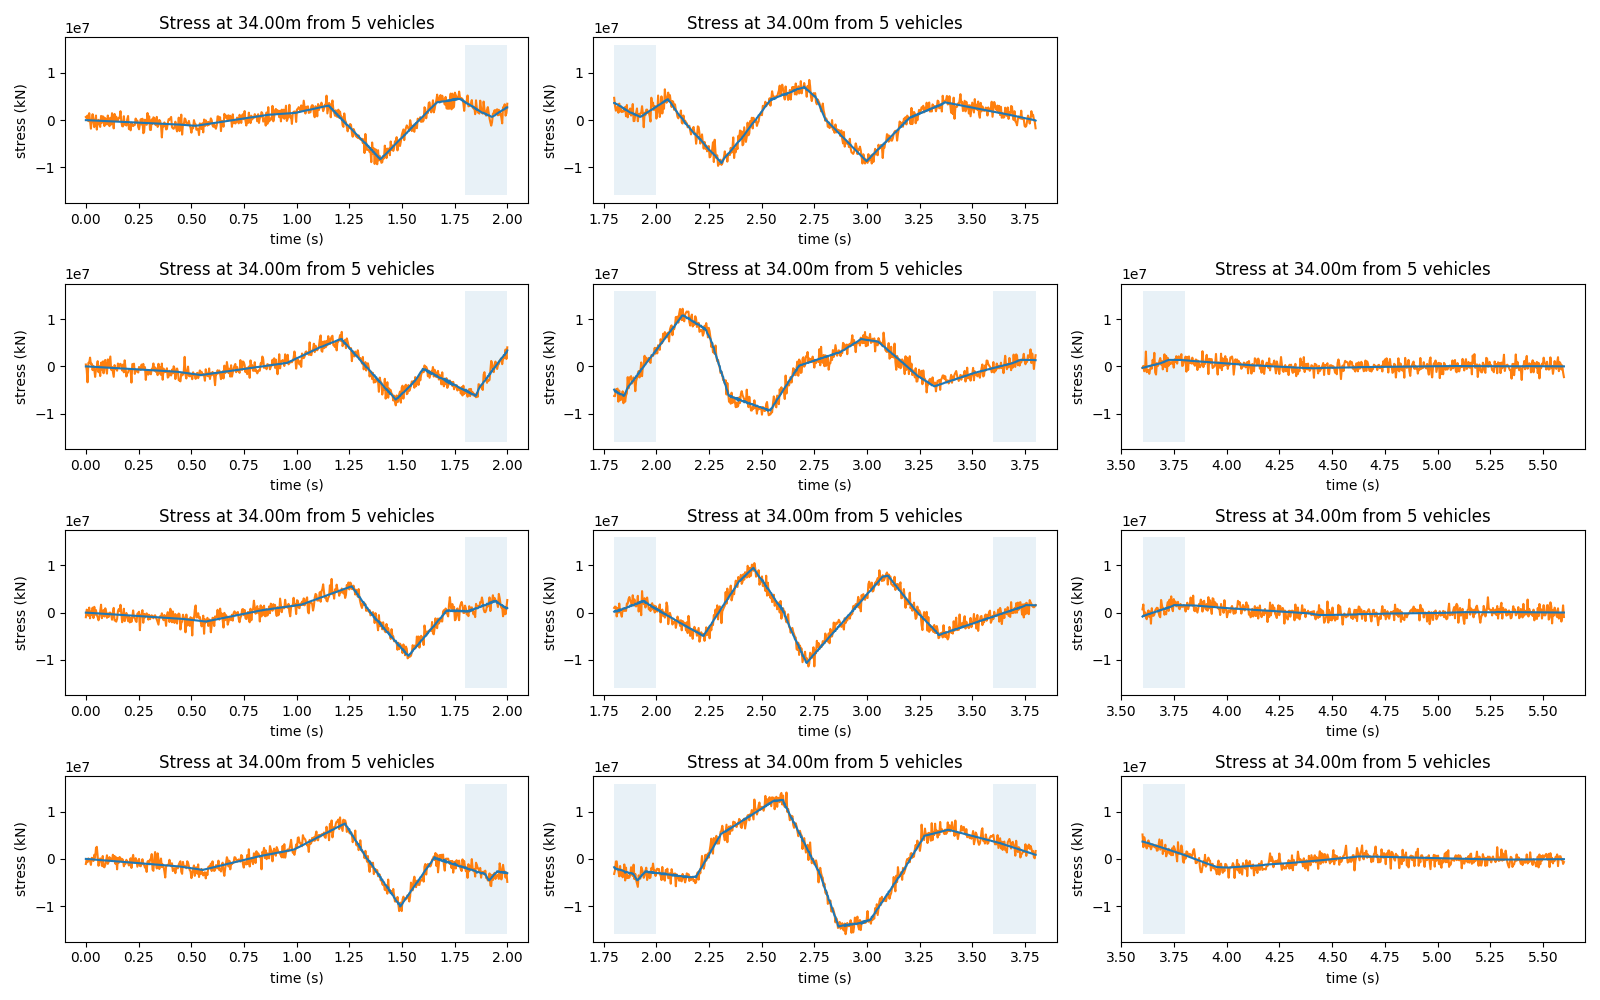 Stress at 34.00m from 5 vehicles
1e7
stress (kN)
1
0
−1
0.00 0.25 0.50 0.75 1.00 1.25 1.50 1.75 2.00
time (s)
Stress at 34.00m from 5 vehicles
1e7
stress (kN)
1
0
−1
1.75 2.00 2.25 2.50 2.75 3.00 3.25 3.50 3.75
time (s)
Stress at 34.00m from 5 vehicles
1e7
stress (kN)
1
0
−1
0.00 0.25 0.50 0.75 1.00 1.25 1.50 1.75 2.00
time (s)
Stress at 34.00m from 5 vehicles
1e7
stress (kN)
1
0
−1
1.75 2.00 2.25 2.50 2.75 3.00 3.25 3.50 3.75
time (s)
Stress at 34.00m from 5 vehicles
1e7
stress (kN)
1
0
−1
3.50 3.75 4.00 4.25 4.50 4.75 5.00 5.25 5.50
time (s)
Stress at 34.00m from 5 vehicles
1e7
stress (kN)
1
0
−1
0.00 0.25 0.50 0.75 1.00 1.25 1.50 1.75 2.00
time (s)
Stress at 34.00m from 5 vehicles
1e7
stress (kN)
1
0
−1
1.75 2.00 2.25 2.50 2.75 3.00 3.25 3.50 3.75
time (s)
Stress at 34.00m from 5 vehicles
1e7
stress (kN)
1
0
−1
3.50 3.75 4.00 4.25 4.50 4.75 5.00 5.25 5.50
time (s)
Stress at 34.00m from 5 vehicles
1e7
stress (kN)
1
0
−1
0.00 0.25 0.50 0.75 1.00 1.25 1.50 1.75 2.00
time (s)
Stress at 34.00m from 5 vehicles
1e7
stress (kN)
1
0
−1
1.75 2.00 2.25 2.50 2.75 3.00 3.25 3.50 3.75
time (s)
Stress at 34.00m from 5 vehicles
1e7
stress (kN)
1
0
−1
3.50 3.75 4.00 4.25 4.50 4.75 5.00 5.25 5.50
time (s)